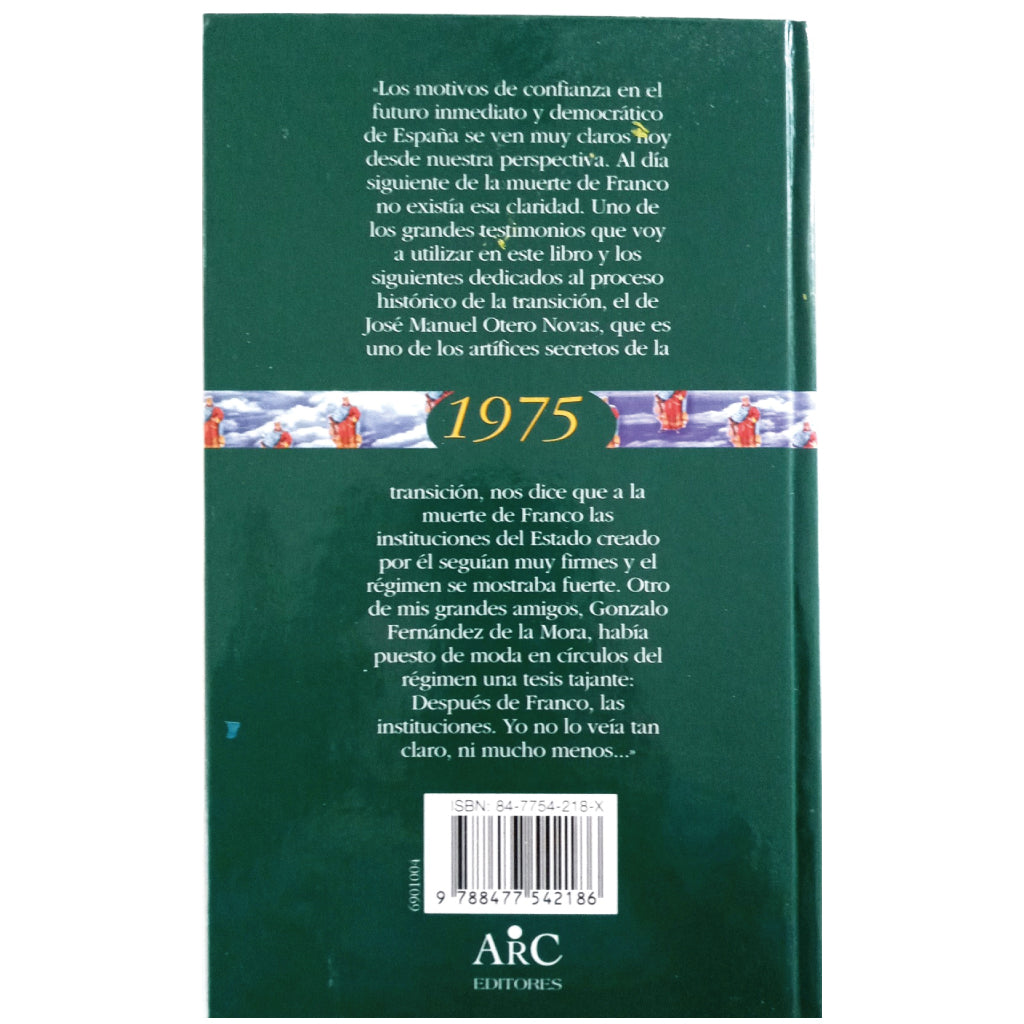 «Los motivos de confianza en el
futuro inmediato y democrático
de España se ven muy claros hoy
desde nuestra perspectiva. Al día
siguiente de la muerte de Franco
no existía esa claridad. Uno de
los grandes testimonios que voy
a utilizar en este libro y los
siguientes dedicados al proceso
histórico de la transición, el de
José Manuel Otero Novas, que es
uno de los artífices secretos de la
1975
transición, nos dice que a la
muerte de Franco las
instituciones del Estado creado
por él seguían muy firmes y el
régimen se mostraba fuerte. Otro
de mis grandes amigos, Gonzalo
Fernández de la Mora, había
puesto de moda en círculos del
régimen una tesis tajante:
Después de Franco, las
instituciones. Yo no lo veía tan
claro, ni mucho menos...»
ISBN: 84-7754-218-X
6901004
9 788477 542186
ARC
EDITORES